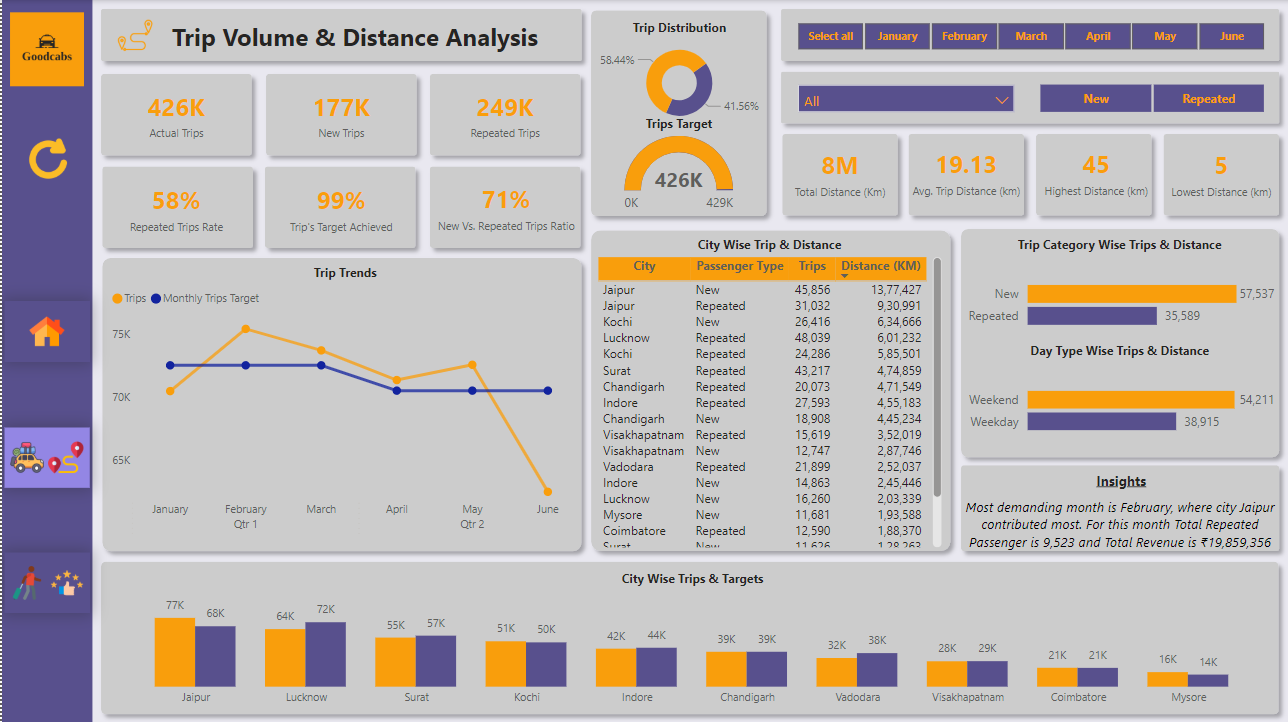 Goodcabs
Trip Volume & Distance Analysis
426K
Actual Trips
177K
New Trips
249K
Repeated Trips
58%
Repeated Trips Rate
99%
Trip's Target Achieved
71%
New Vs. Repeated Trips Ratio
Trip Distribution
58.44%
41.56%
Trips Target
426K
0K 429K
Select all January February March April May June
All
New Repeated
8M
Total Distance (Km)
19.13
Avg. Trip Distance (km)
45
Highest Distance (km)
5
Lowest Distance (km)
Trip Trends
Trips Monthly Trips Target
75K
70K
65K
January February March April May June
Qtr 1 Qtr 2
City Wise Trip & Distance
City Passenger Type Trips Distance (KM)
Jaipur New 45,856 13,77,427
Jaipur Repeated 31,032 9,30,991
Kochi New 26,416 6,34,666
Lucknow Repeated 48,039 6,01,232
Kochi Repeated 24,286 5,85,501
Surat Repeated 43,217 4,74,859
Chandigarh Repeated 20,073 4,71,549
Indore Repeated 27,593 4,55,183
Chandigarh New 18,908 4,45,234
Visakhapatnam Repeated 15,619 3,52,019
Visakhapatnam New 12,747 2,87,746
Vadodara Repeated 21,899 2,52,037
Indore New 14,863 2,45,446
Lucknow New 16,260 2,03,339
Mysore New 11,681 1,93,588
Coimbatore Repeated 12,590 1,88,370
Surat New 11,626 1,28,263
Trip Category Wise Trips & Distance
New 57,537
Repeated 35,589
Day Type Wise Trips & Distance
Weekend 54,211
Weekday 38,915
Insights
Most demanding month is February, where city Jaipur
contributed most. For this month Total Repeated
Passenger is 9,523 and Total Revenue is ₹19,859,356
City Wise Trips & Targets
77K 68K 64K 72K 55K 57K 51K 50K 42K 44K 39K 39K 32K 38K 28K 29K 21K 21K 16K 14K
Jaipur Lucknow Surat Kochi Indore Chandigarh Vadodara Visakhapatnam Coimbatore Mysore